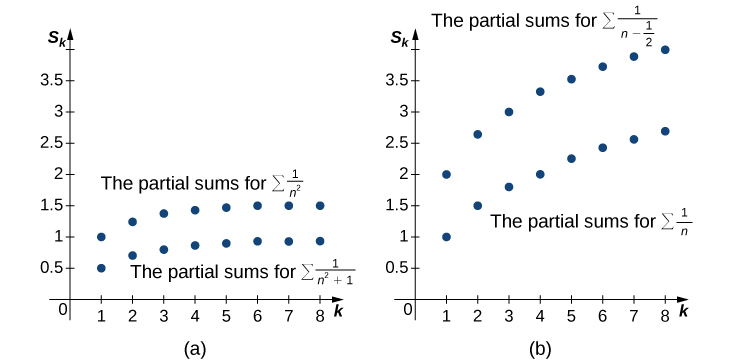 S_k
3.5
3
2.5
2
1.5
1
0.5
0
1 2 3 4 5 6 7 8 k
The partial sums for ∑ 1/n²
The partial sums for ∑ 1/(n² + 1)
(a)
The partial sums for ∑ 1/(n − 1/2)
S_k
3.5
3
2.5
2
1.5
1
0.5
0
1 2 3 4 5 6 7 8 k
The partial sums for ∑ 1/n
(b)